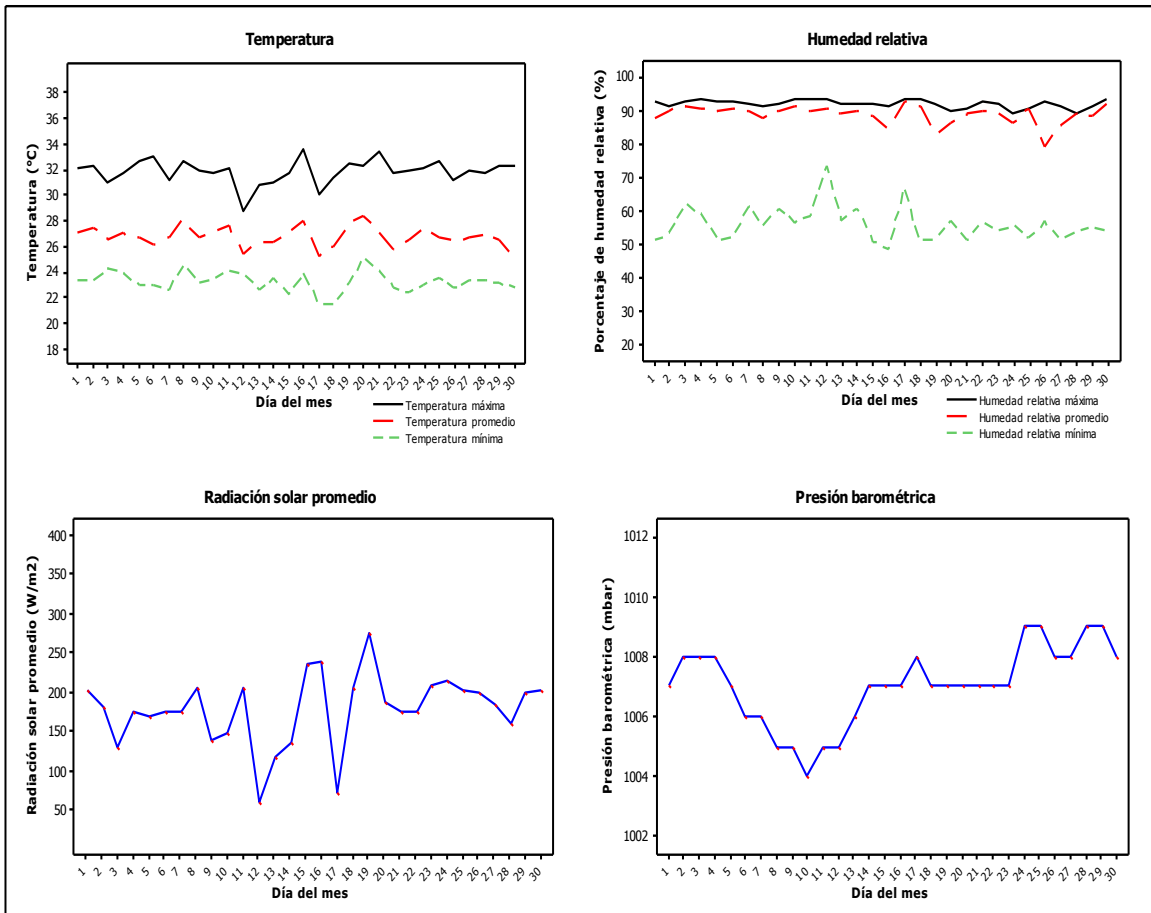 Temperatura
Temperatura (°C)
38
36
34
32
30
28
26
24
22
20
18
1 2 3 4 5 6 7 8 9 10 11 12 13 14 15 16 17 18 19 20 21 22 23 24 25 26 27 28 29 30
Día del mes
Temperatura máxima
Temperatura promedio
Temperatura mínima
Humedad relativa
Porcentaje de humedad relativa (%)
100
90
80
70
60
50
40
30
20
1 2 3 4 5 6 7 8 9 10 11 12 13 14 15 16 17 18 19 20 21 22 23 24 25 26 27 28 29 30
Día del mes
Humedad relativa máxima
Humedad relativa promedio
Humedad relativa mínima
Radiación solar promedio
Radiación solar promedio (W/m2)
400
350
300
250
200
150
100
50
1 2 3 4 5 6 7 8 9 10 11 12 13 14 15 16 17 18 19 20 21 22 23 24 25 26 27 28 29 30
Día del mes
Presión barométrica
Presión barométrica (mbar)
1012
1010
1008
1006
1004
1002
1 2 3 4 5 6 7 8 9 10 11 12 13 14 15 16 17 18 19 20 21 22 23 24 25 26 27 28 29 30
Día del mes